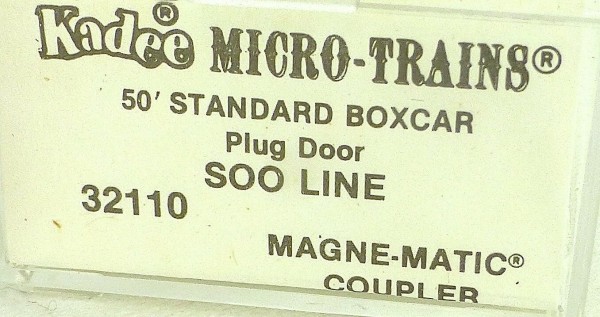 Kadee® MICRO-TRAINS®
50' STANDARD BOXCAR
Plug Door
SOO LINE
32110
MAGNE-MATIC®
COUPLER